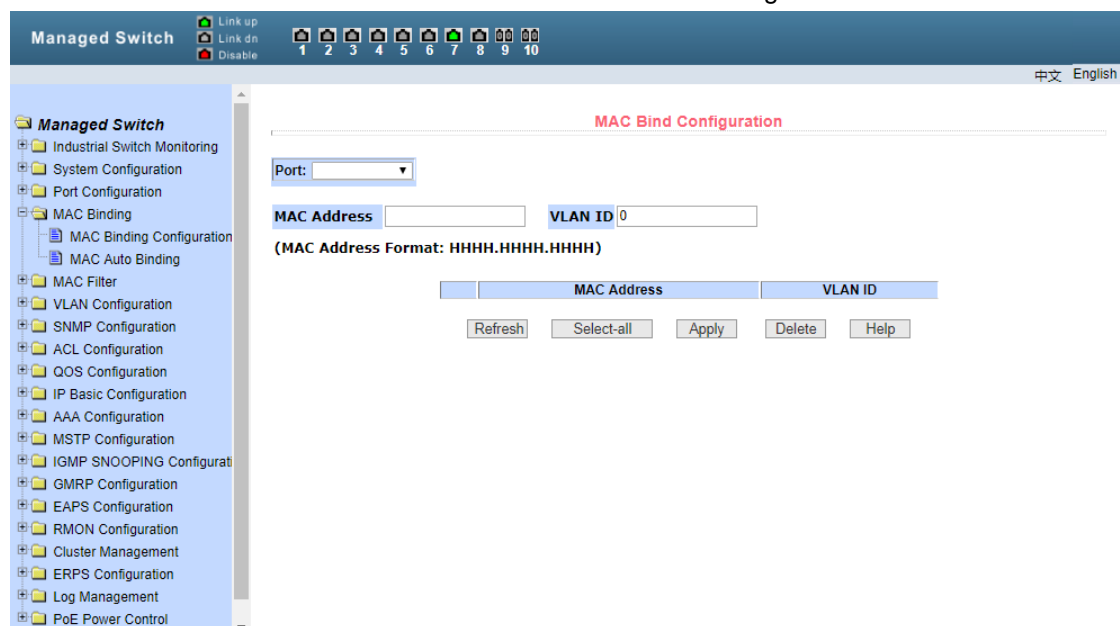 Link up
Managed Switch
Link dn
Disable
1 2 3 4 5 6 7 8 9 10
中文 English
Managed Switch
Industrial Switch Monitoring
System Configuration
Port Configuration
MAC Binding
MAC Binding Configuration
MAC Auto Binding
MAC Filter
VLAN Configuration
SNMP Configuration
ACL Configuration
QOS Configuration
IP Basic Configuration
AAA Configuration
MSTP Configuration
IGMP SNOOPING Configurati
GMRP Configuration
EAPS Configuration
RMON Configuration
Cluster Management
ERPS Configuration
Log Management
PoE Power Control
MAC Bind Configuration
Port:
MAC Address VLAN ID 0
(MAC Address Format: HHHH.HHHH.HHHH)
MAC Address VLAN ID
Refresh Select-all Apply Delete Help